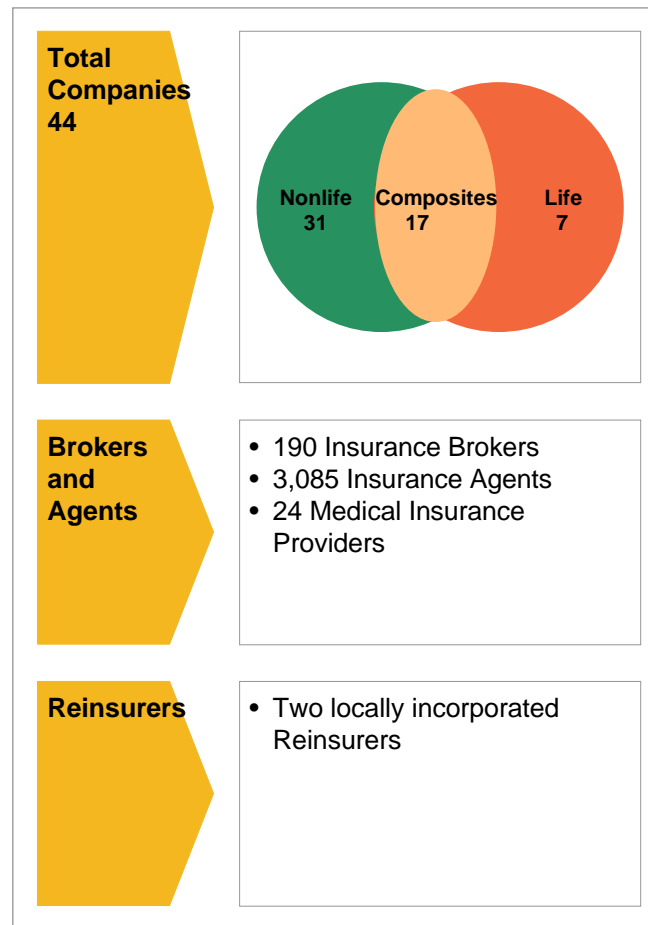 Total
Companies
44
Nonlife
31
Composites
17
Life
7
Brokers
and
Agents
• 190 Insurance Brokers
• 3,085 Insurance Agents
• 24 Medical Insurance
Providers
Reinsurers
• Two locally incorporated
Reinsurers